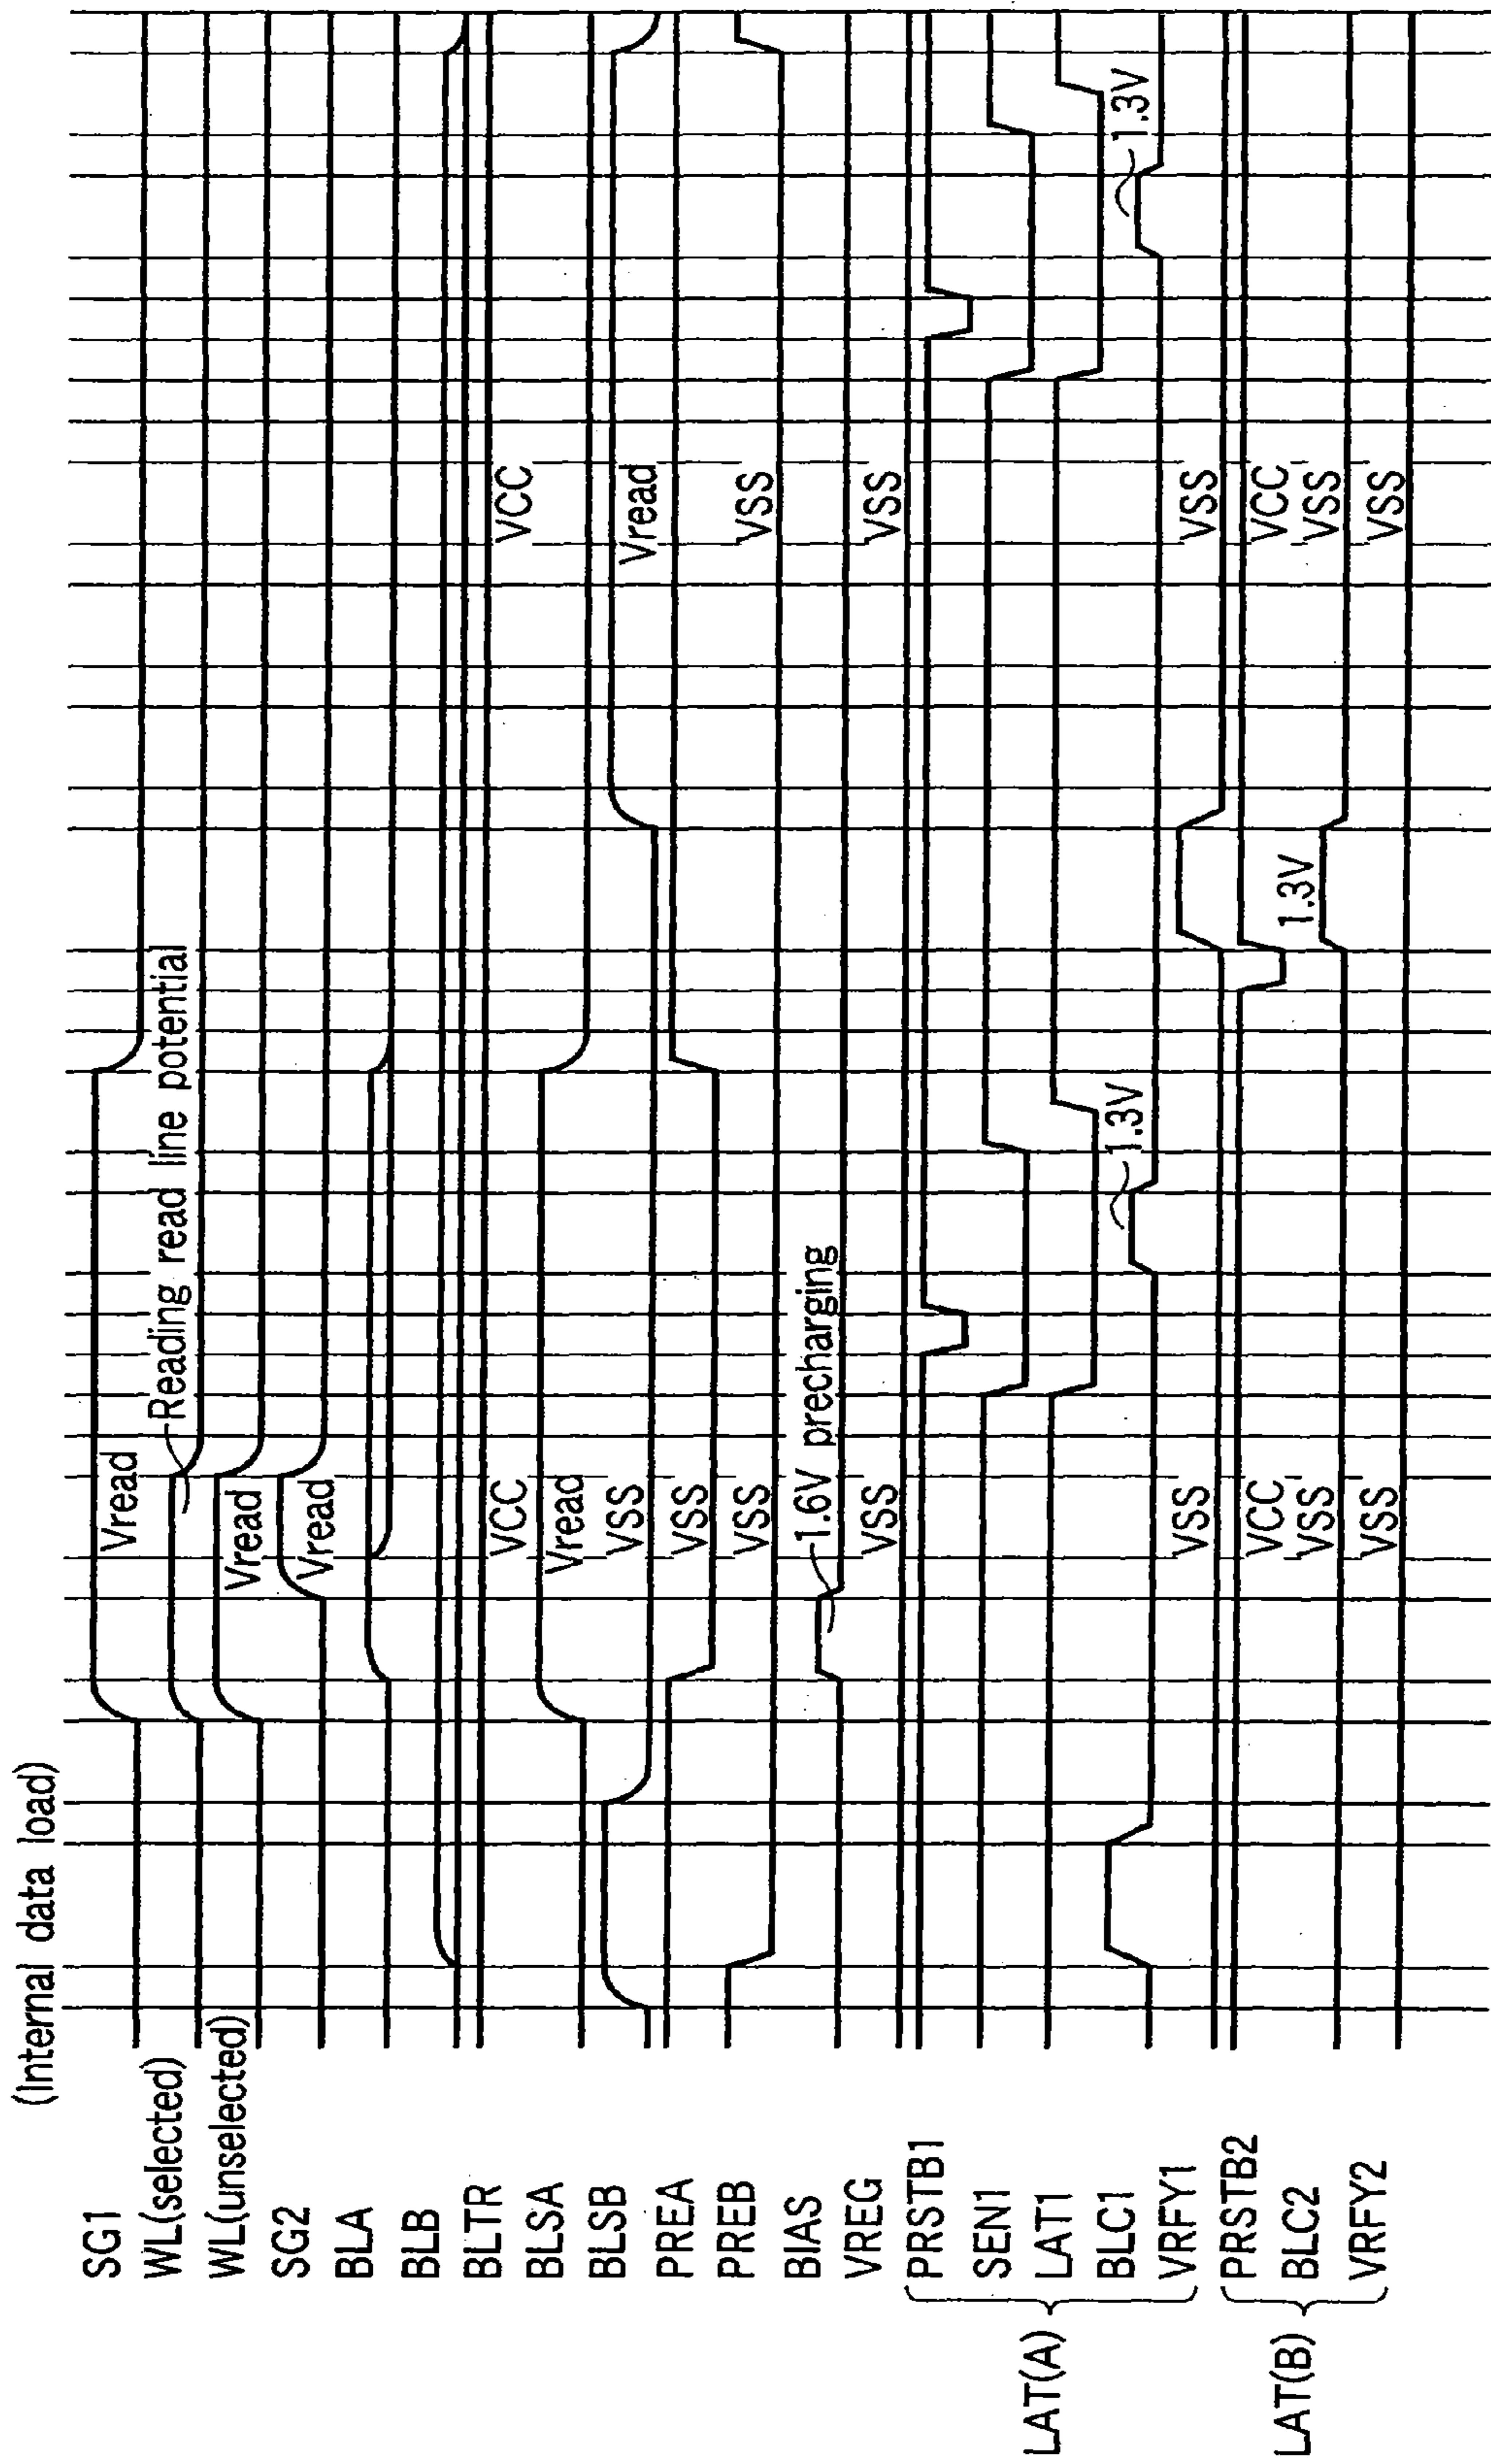 (Internal data load)
SG1 Vread
WL(selected) Reading read line potential
WL(unselected) Vread
SG2 Vread
BLA
BLB
BLTR VCC VCC
BLSA Vread
BLSB VSS Vread
PREA VSS
PREB VSS VSS
BIAS 1.6V precharging
VREG VSS VSS
LAT(A)
PRSTB1
SEN1
LAT1
BLC1 1.3V 1.3V
VRFY1 VSS VSS
LAT(B)
PRSTB2 VCC VCC
BLC2 VSS 1.3V VSS
VRFY2 VSS VSS